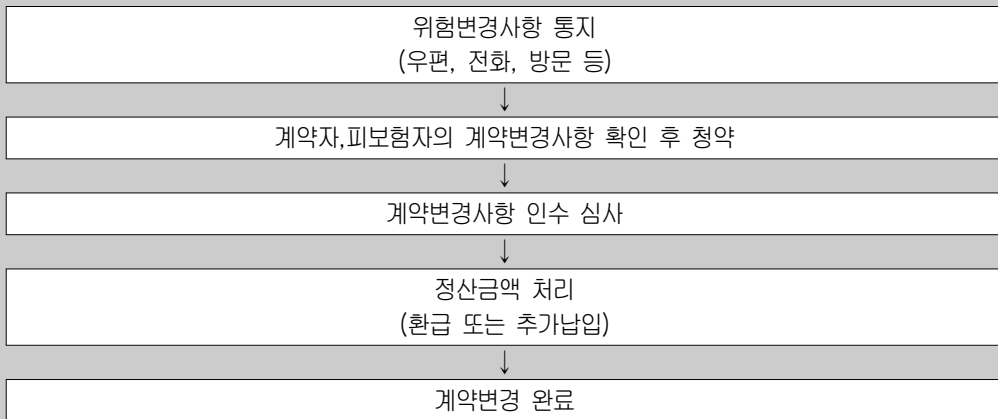 위험변경사항 통지
(우편, 전화, 방문 등)
↓
계약자,피보험자의 계약변경사항 확인 후 청약
↓
계약변경사항 인수 심사
↓
정산금액 처리
(환급 또는 추가납입)
↓
계약변경 완료